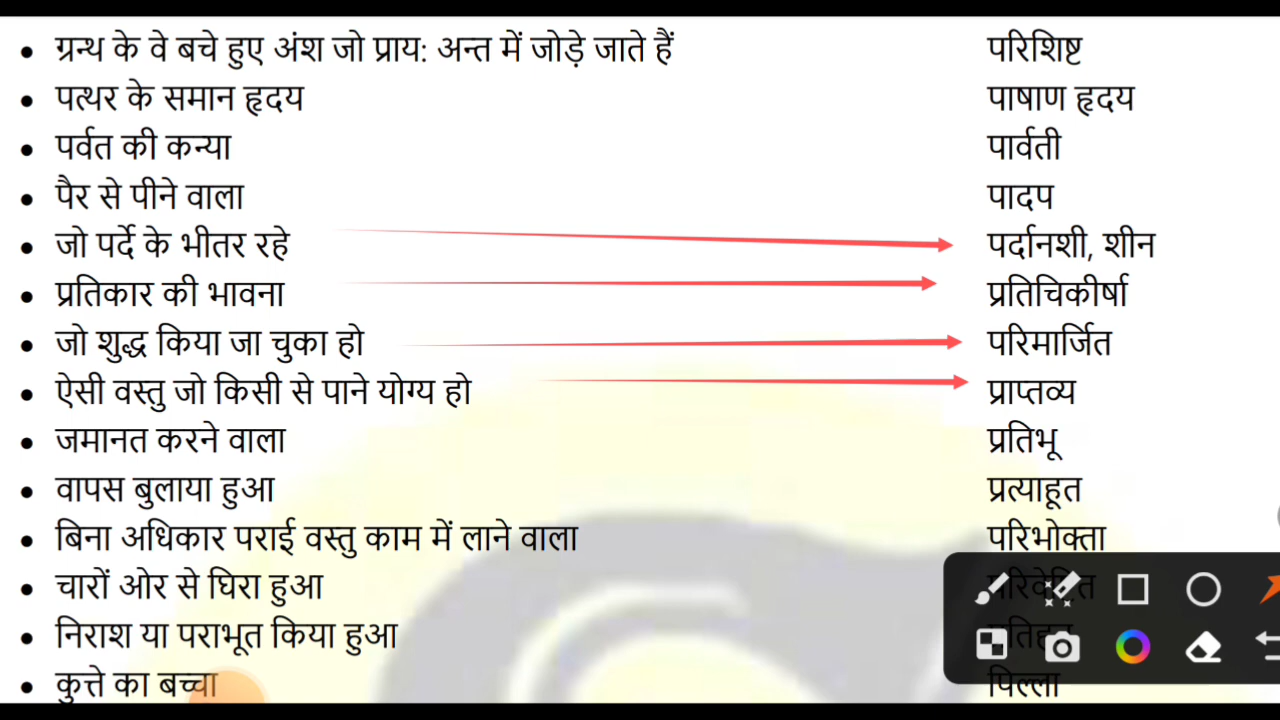 • ग्रन्थ के वे बचे हुए अंश जो प्राय: अन्त में जोड़े जाते हैं परिशिष्ट
• पत्थर के समान हृदय पाषाण हृदय
• पर्वत की कन्या पार्वती
• पैर से पीने वाला पादप
• जो पर्दे के भीतर रहे पर्दानशी, शीन
• प्रतिकार की भावना प्रतिचिकीर्षा
• जो शुद्ध किया जा चुका हो परिमार्जित
• ऐसी वस्तु जो किसी से पाने योग्य हो प्राप्तव्य
• जमानत करने वाला प्रतिभू
• वापस बुलाया हुआ प्रत्याहूत
• बिना अधिकार पराई वस्तु काम में लाने वाला परिभोक्ता
• चारों ओर से घिरा हुआ
• निराश या पराभूत किया हुआ
• कुत्ते का बच्चा पिल्ला